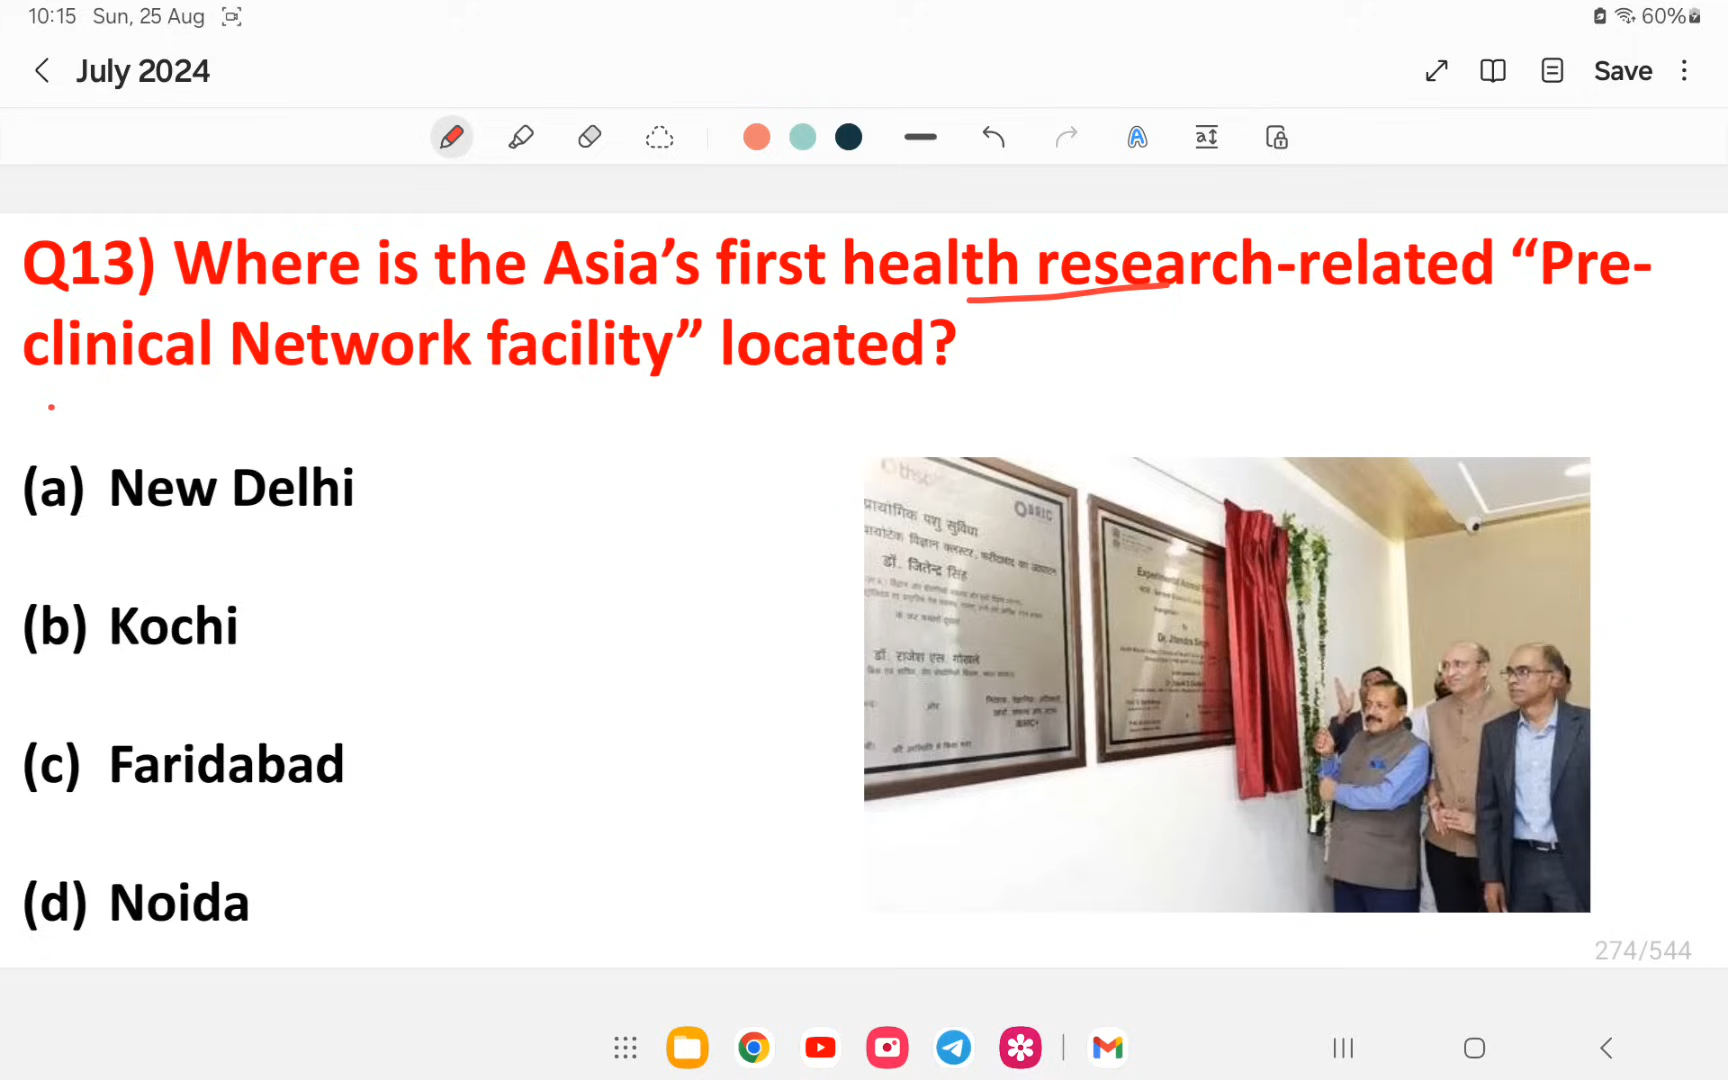 10:15 Sun, 25 Aug
60%
July 2024
Save
Q13) Where is the Asia’s first health research-related “Pre-
clinical Network facility” located?
(a) New Delhi
(b) Kochi
(c) Faridabad
(d) Noida
प्रायोगिक पशु सुविधा
डॉ. जितेन्द्र सिंह
डॉ. राजेश एस. गोखले
Dr. Jitendra Singh
274/544